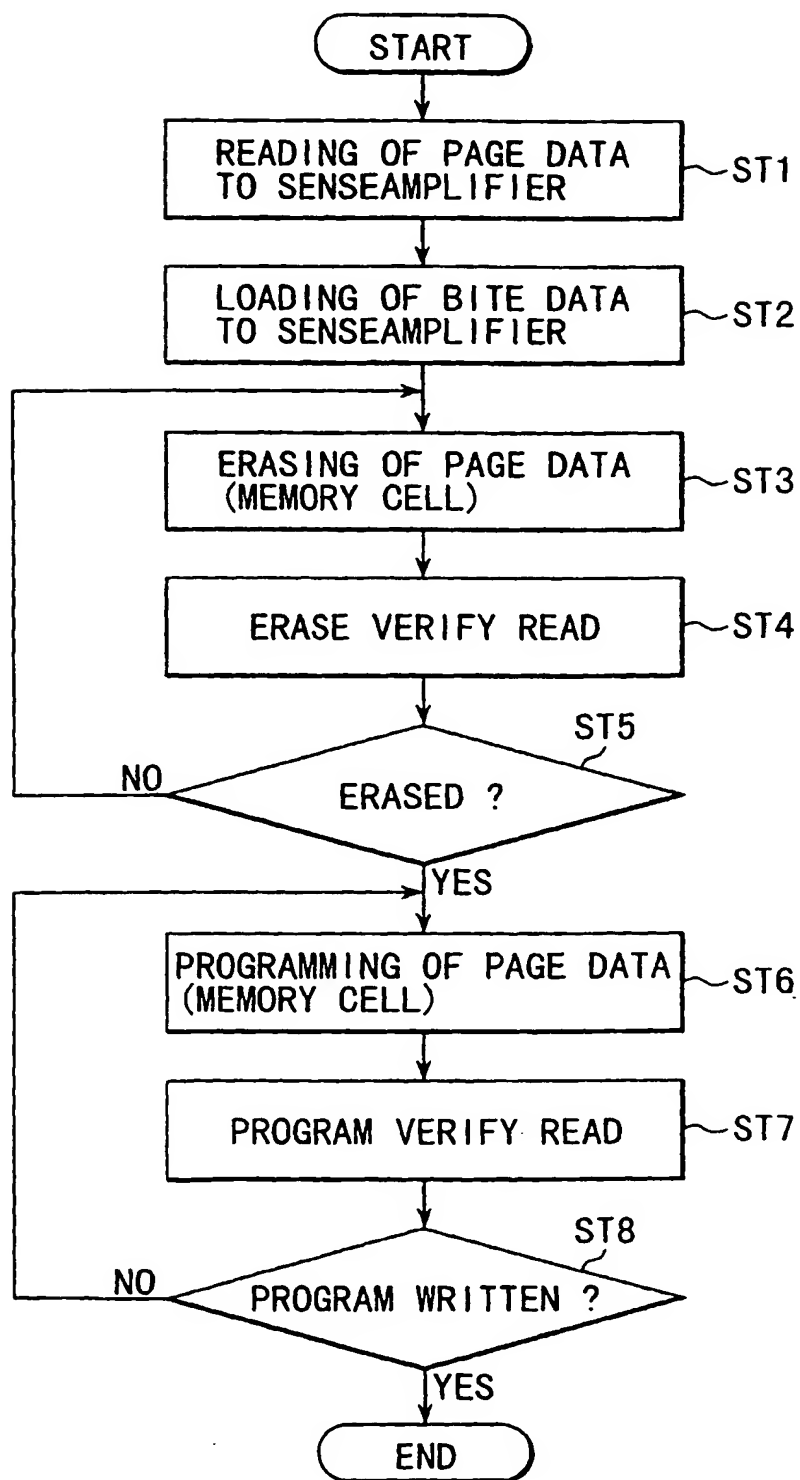 START
READING OF PAGE DATA
TO SENSEAMPLIFIER
ST1
LOADING OF BITE DATA
TO SENSEAMPLIFIER
ST2
ERASING OF PAGE DATA
(MEMORY CELL)
ST3
ERASE VERIFY READ
ST4
ST5
NO
ERASED ?
YES
PROGRAMMING OF PAGE DATA
(MEMORY CELL)
ST6
PROGRAM VERIFY READ
ST7
ST8
NO
PROGRAM WRITTEN ?
YES
END